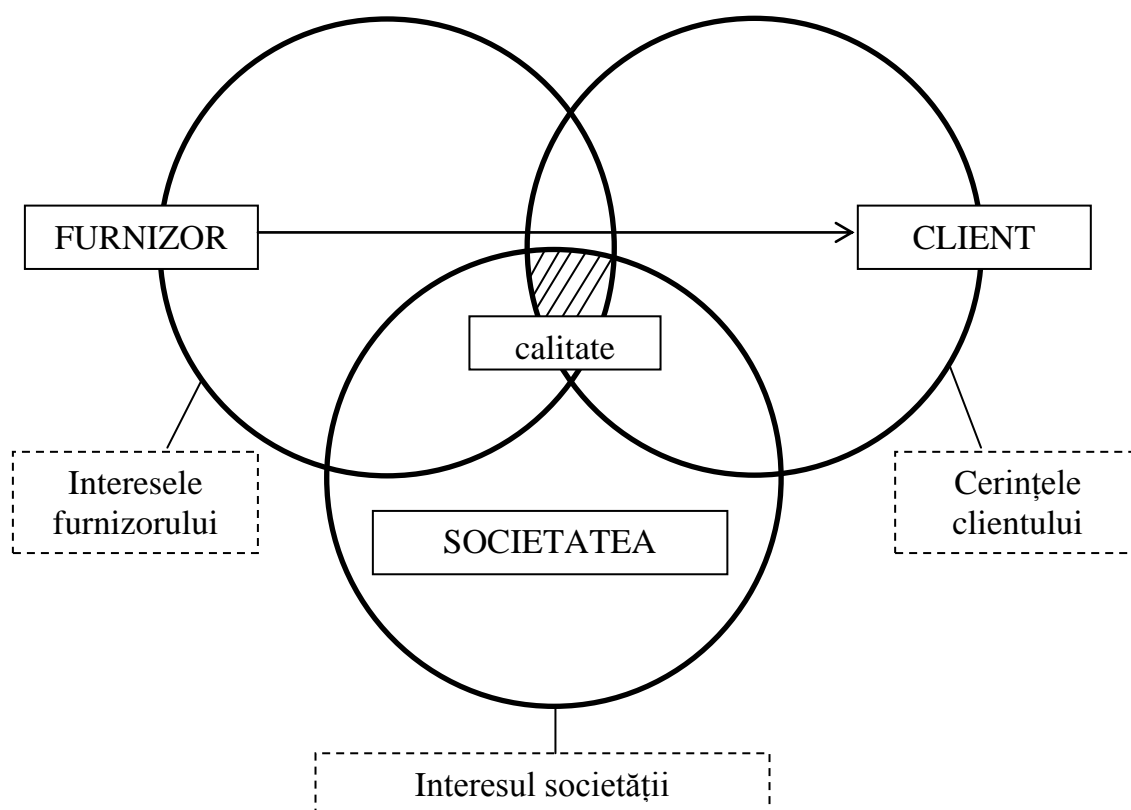 FURNIZOR
CLIENT
calitate
Interesele
furnizorului
Cerințele
clientului
SOCIETATEA
Interesul societății